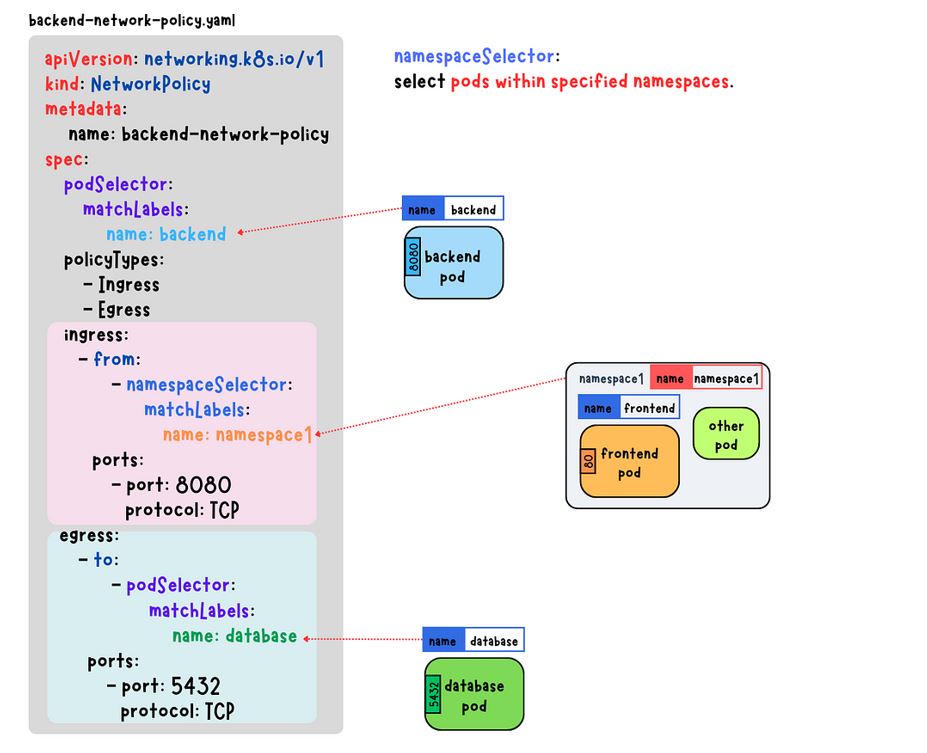 backend-network-policy.yaml
apiVersion: networking.k8s.io/v1
kind: NetworkPolicy
metadata:
name: backend-network-policy
spec:
podSelector:
matchLabels:
name: backend
policyTypes:
- Ingress
- Egress
ingress:
- from:
- namespaceSelector:
matchLabels:
name: namespace1
ports:
- port: 8080
protocol: TCP
egress:
- to:
- podSelector:
matchLabels:
name: database
ports:
- port: 5432
protocol: TCP
namespaceSelector:
select pods within specified namespaces.
name backend
8080
backend
pod
namespace1 name namespace1
name frontend
80
frontend
pod
other
pod
name database
5432
database
pod